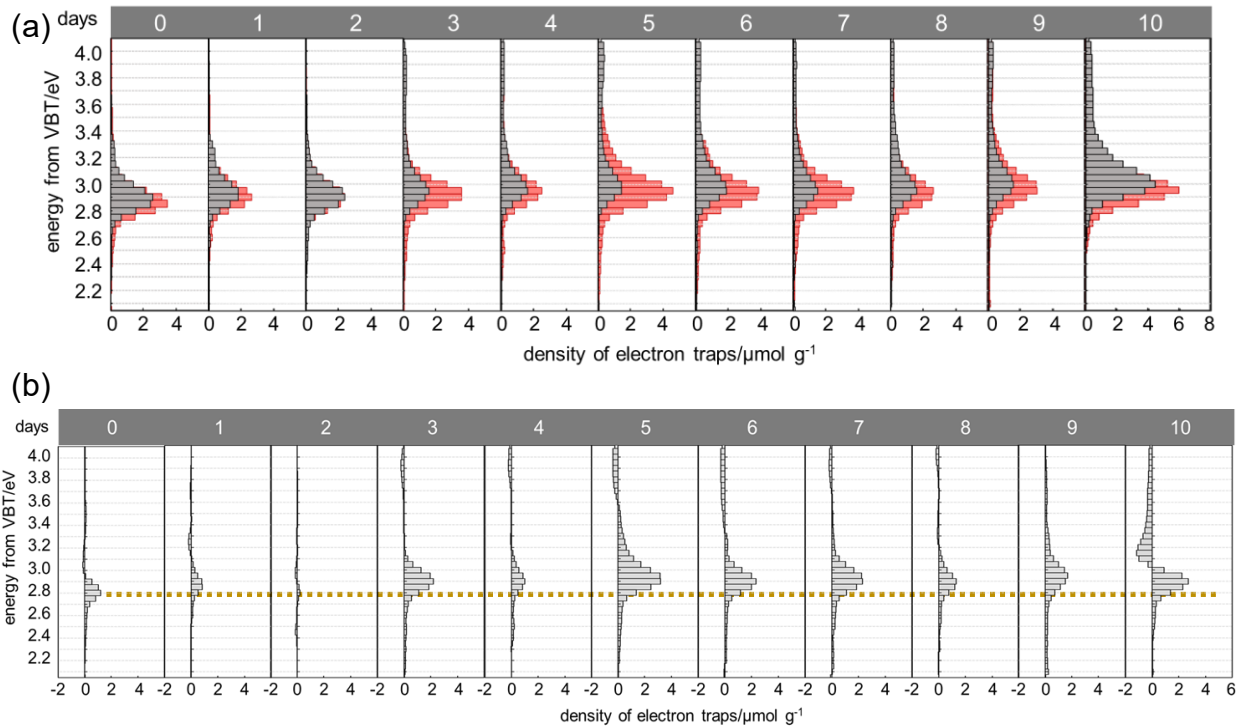 (a)
days 0 1 2 3 4 5 6 7 8 9 10
energy from VBT/eV
4.0
3.8
3.6
3.4
3.2
3.0
2.8
2.6
2.4
2.2
0 2 4 0 2 4 0 2 4 0 2 4 0 2 4 0 2 4 0 2 4 0 2 4 0 2 4 0 2 4 0 2 4 6 8
density of electron traps/µmol g-1
(b)
days 0 1 2 3 4 5 6 7 8 9 10
energy from VBT/eV
4.0
3.8
3.6
3.4
3.2
3.0
2.8
2.6
2.4
2.2
-2 0 2 4 -2 0 2 4 -2 0 2 4 -2 0 2 4 -2 0 2 4 -2 0 2 4 -2 0 2 4 -2 0 2 4 -2 0 2 4 -2 0 2 4 -2 0 2 4 6
density of electron traps/µmol g-1